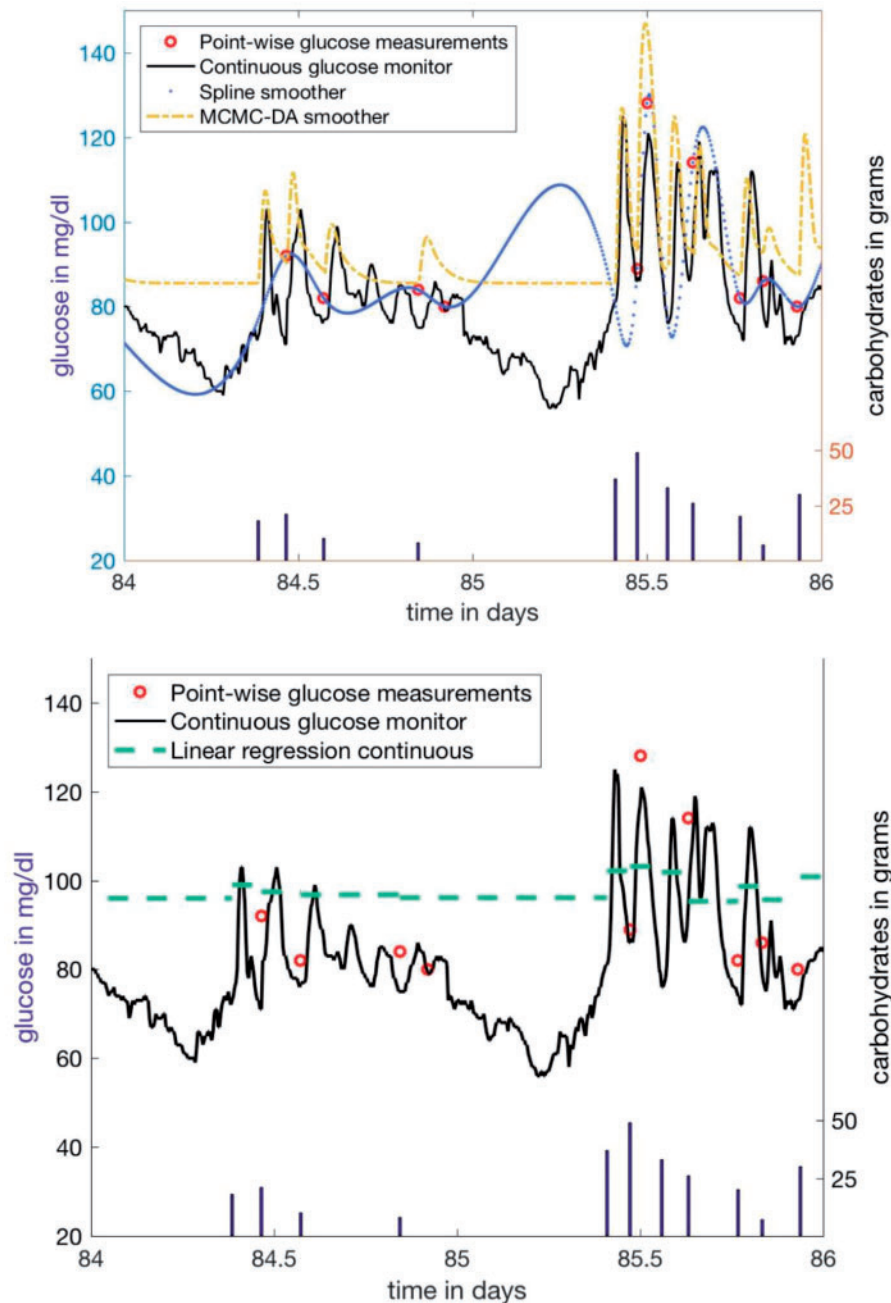 140
120
100
80
60
40
20
glucose in mg/dl
Point-wise glucose measurements
Continuous glucose monitor
Spline smoother
MCMC-DA smoother
50
25
carbohydrates in grams
84
84.5
85
85.5
86
time in days
140
120
100
80
60
40
20
glucose in mg/dl
Point-wise glucose measurements
Continuous glucose monitor
Linear regression continuous
50
25
carbohydrates in grams
84
84.5
85
85.5
86
time in days